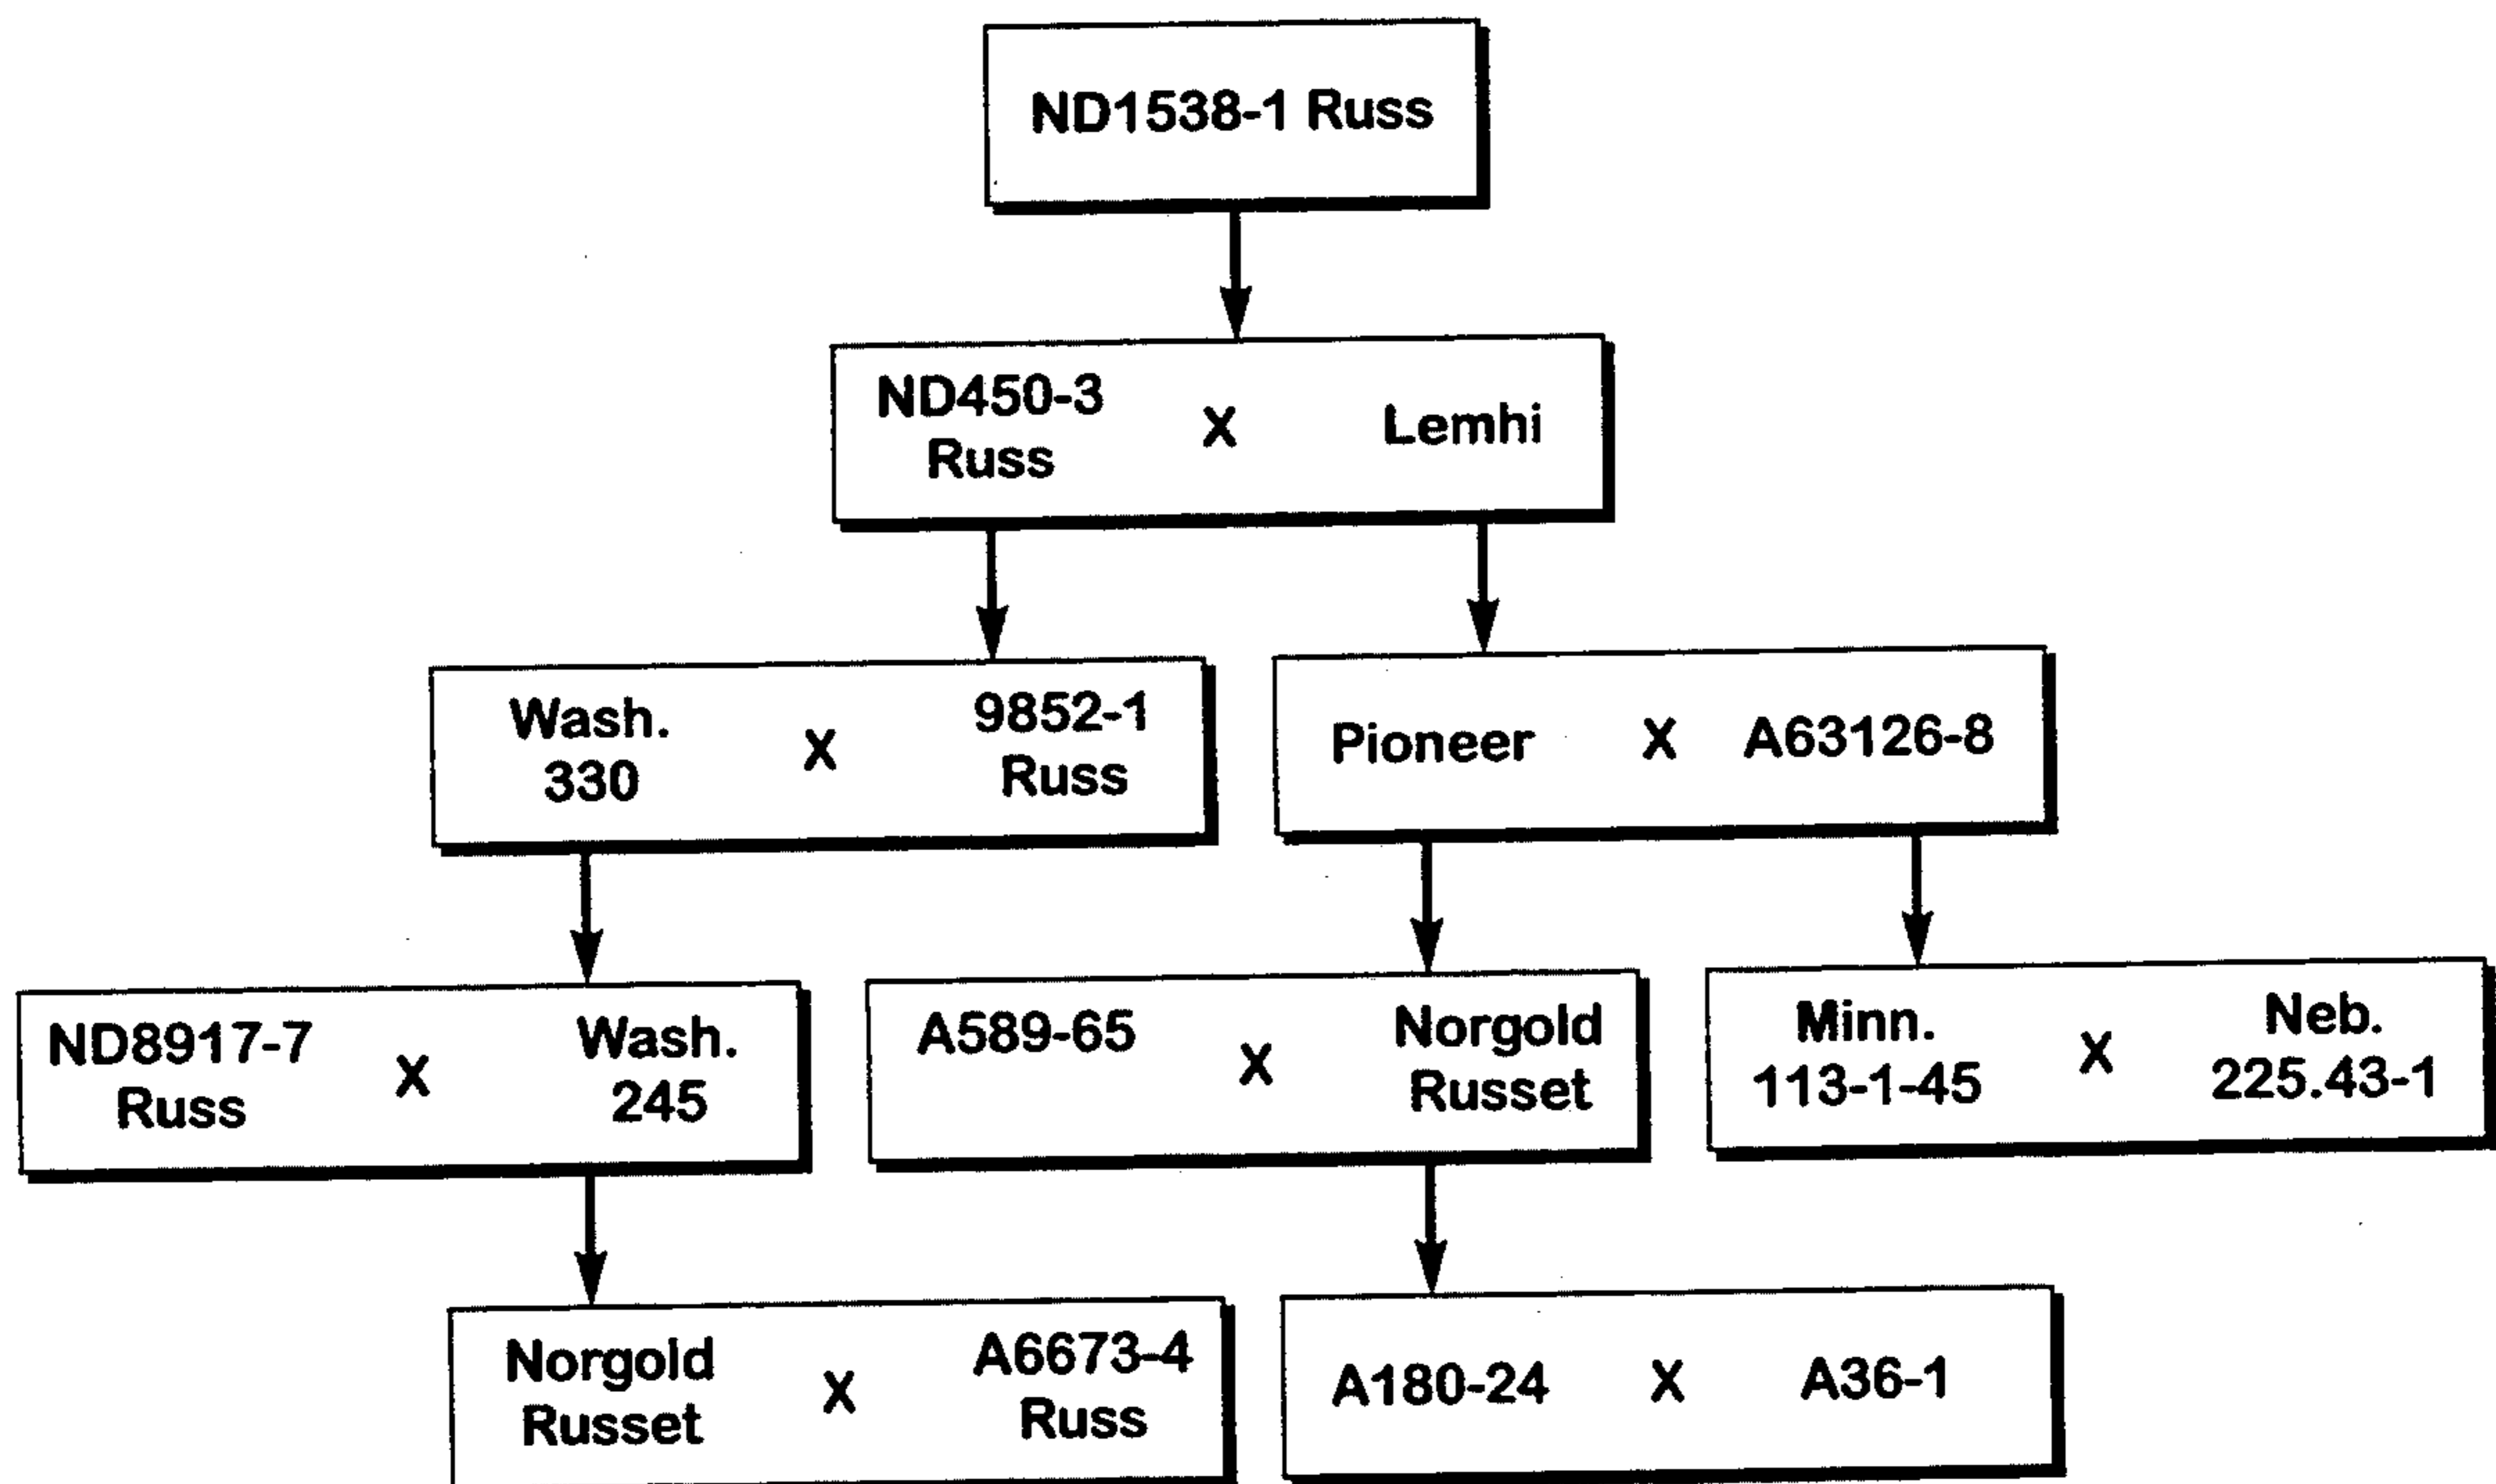 ND1538-1 Russ
ND450-3
Russ
X
Lemhi
Wash.
330
X
9852-1
Russ
Pioneer
X
A63126-8
ND8917-7
Russ
X
Wash.
245
A589-65
X
Norgold
Russet
Minn.
113-1-45
X
Neb.
225.43-1
Norgold
Russet
X
A6673-4
Russ
A180-24
X
A36-1